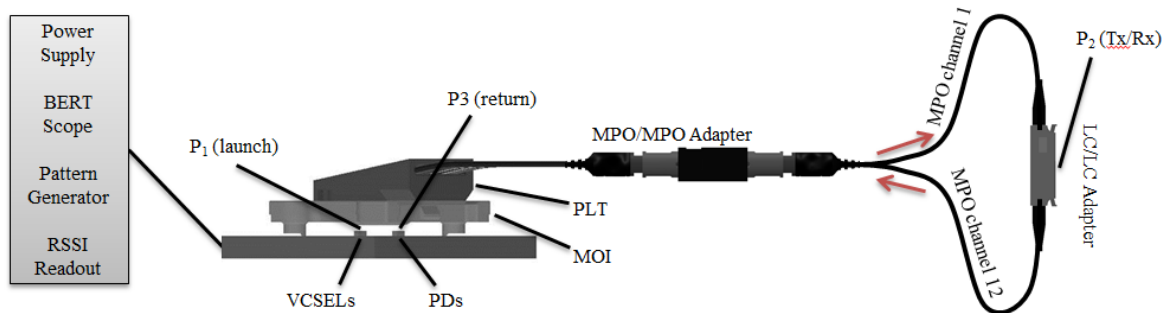 Power
Supply
BERT
Scope
Pattern
Generator
RSSI
Readout
P1 (launch)
P3 (return)
MPO/MPO Adapter
PLT
MOI
VCSELs
PDs
MPO channel 1
MPO channel 12
P2 (Tx/Rx)
LC/LC Adapter